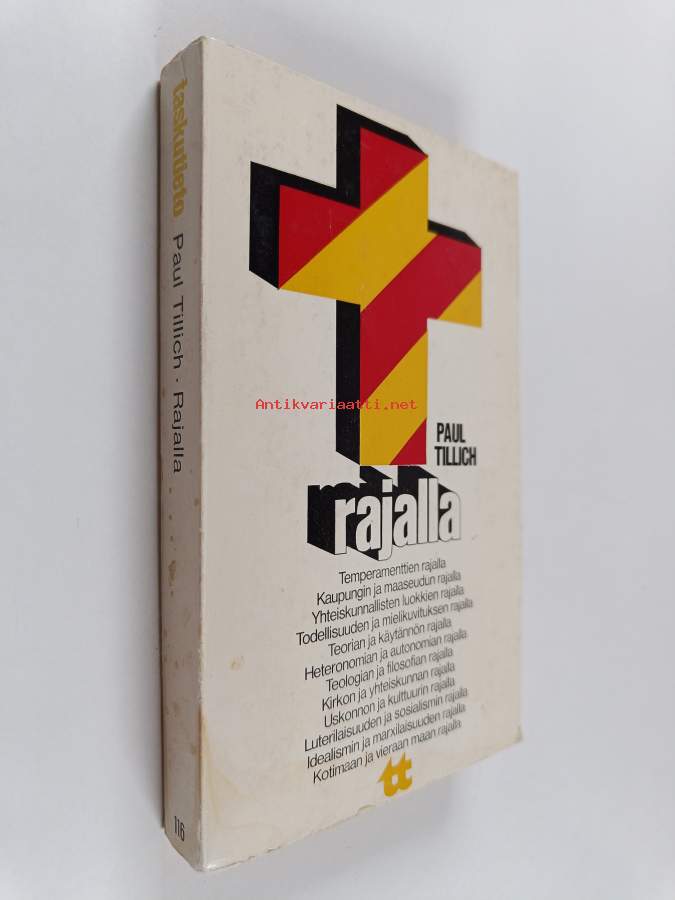 taskutieto
Paul Tillich · Rajalla
116
Antikvariaatti.net
PAUL
TILLICH
rajalla
Temperamenttien rajalla
Kaupungin ja maaseudun rajalla
Yhteiskunnallisten luokkien rajalla
Todellisuuden ja mielikuvituksen rajalla
Teorian ja käytännön rajalla
Heteronomian ja autonomian rajalla
Teologian ja filosofian rajalla
Kirkon ja yhteiskunnan rajalla
Uskonnon ja kulttuurin rajalla
Luterilaisuuden ja sosialismin rajalla
Idealismin ja marxilaisuuden rajalla
Kotimaan ja vieraan maan rajalla
tt